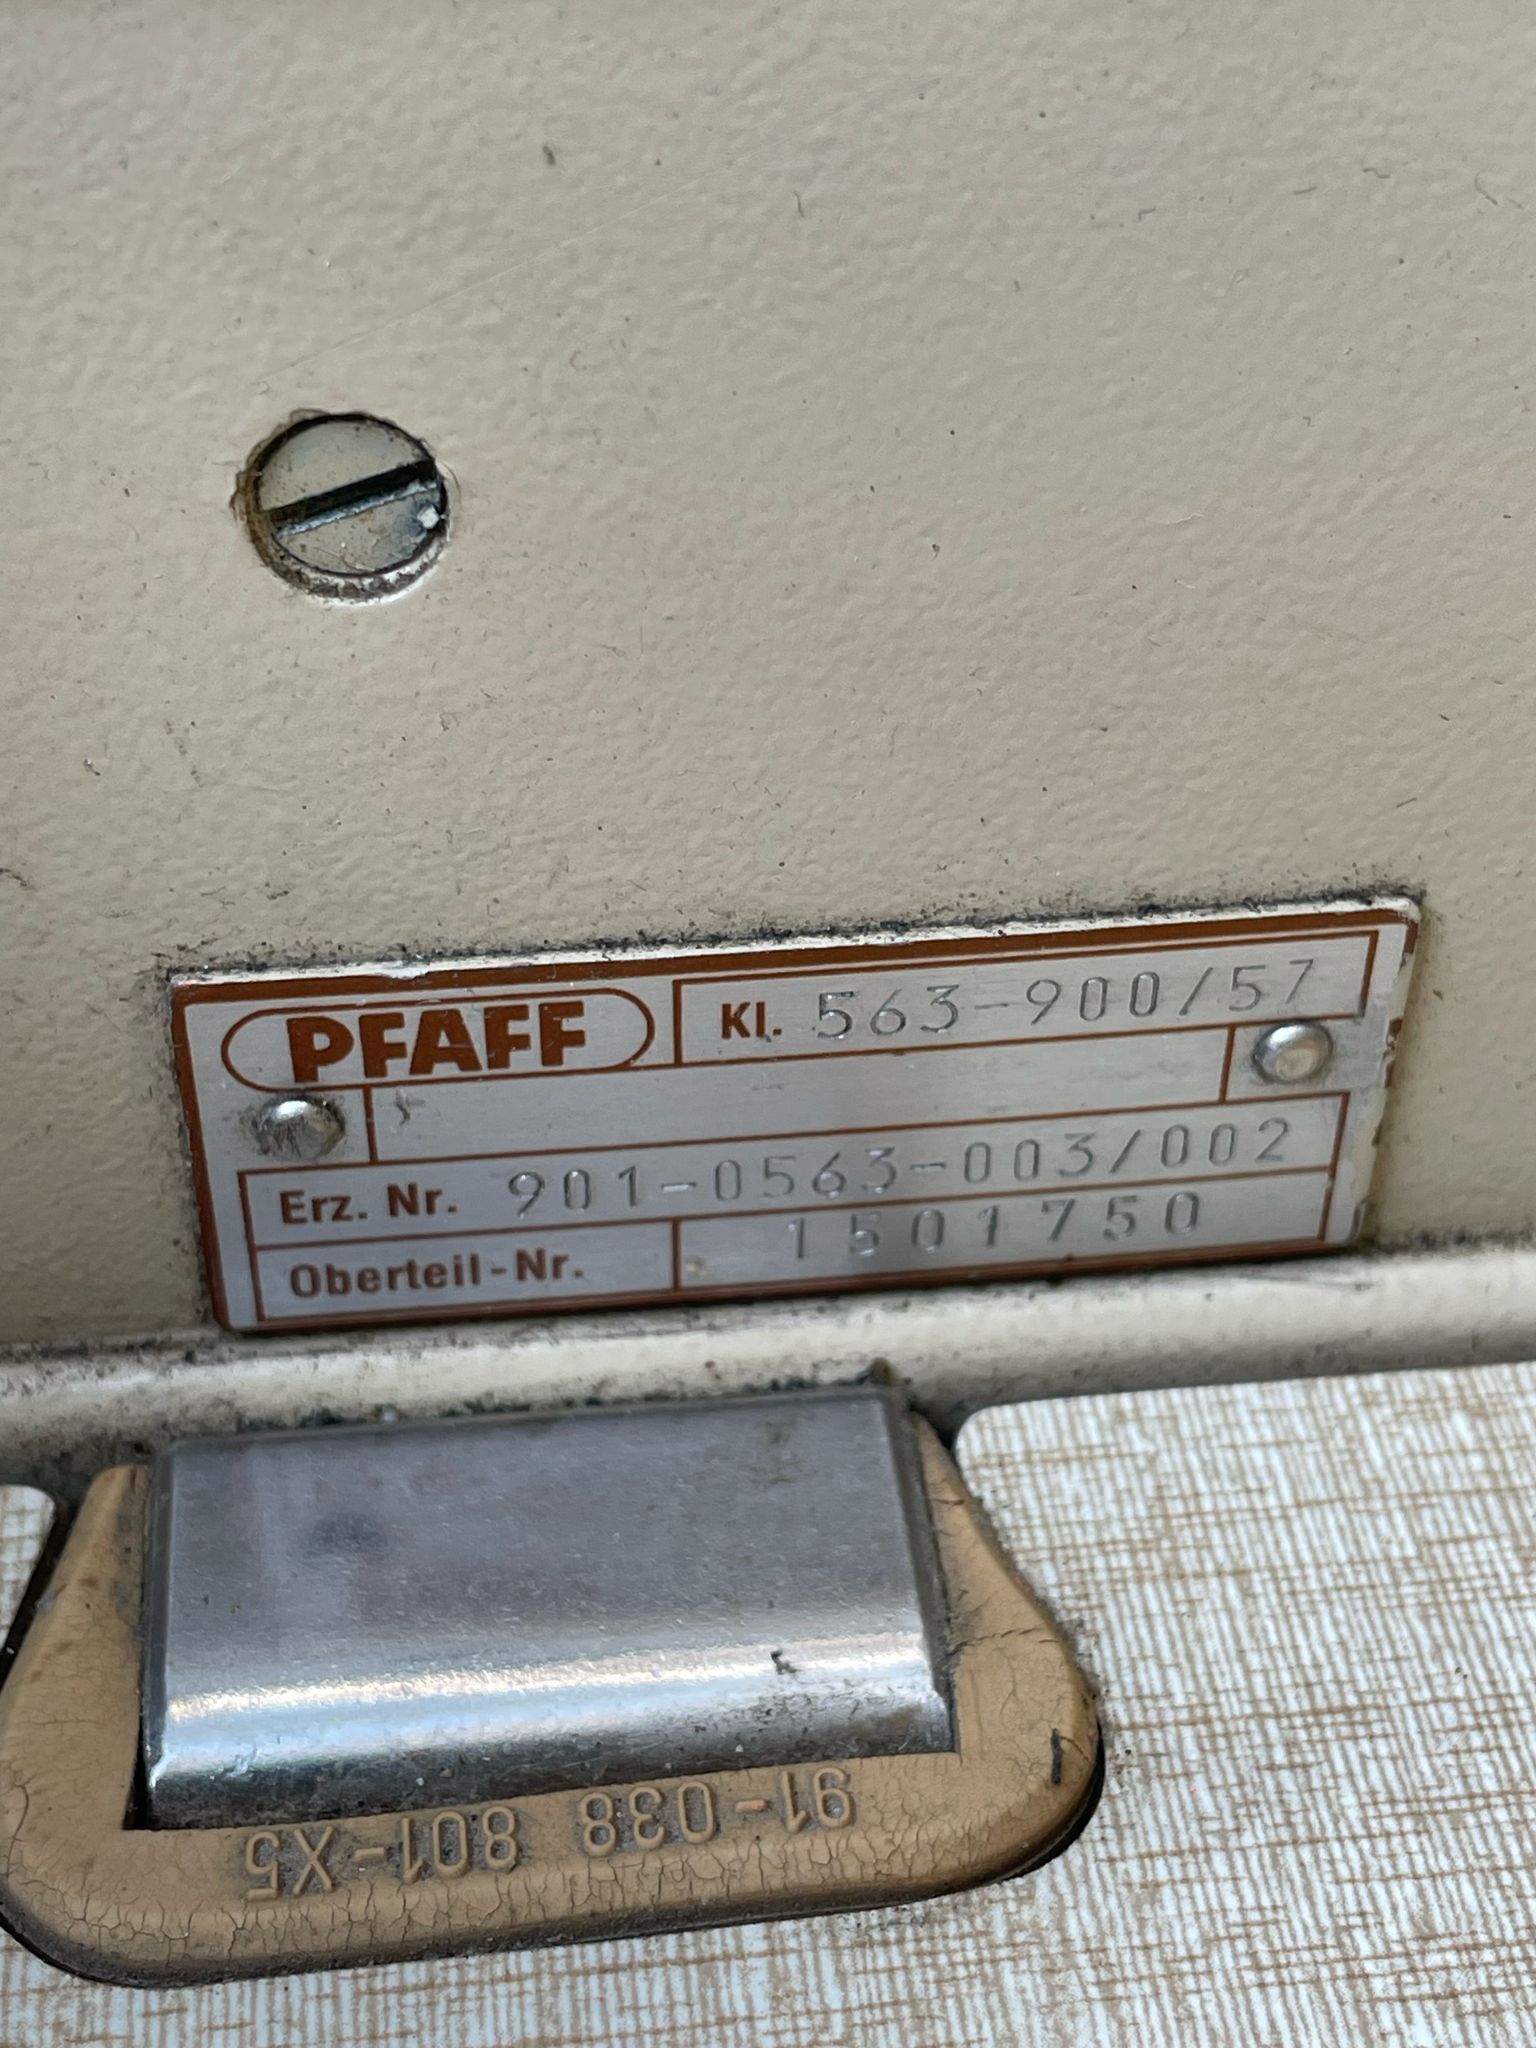 PFAFF Kl. 563-900/57
Erz. Nr. 901-0563-003/002
Oberteil-Nr. 1501750
91-038 801-X5